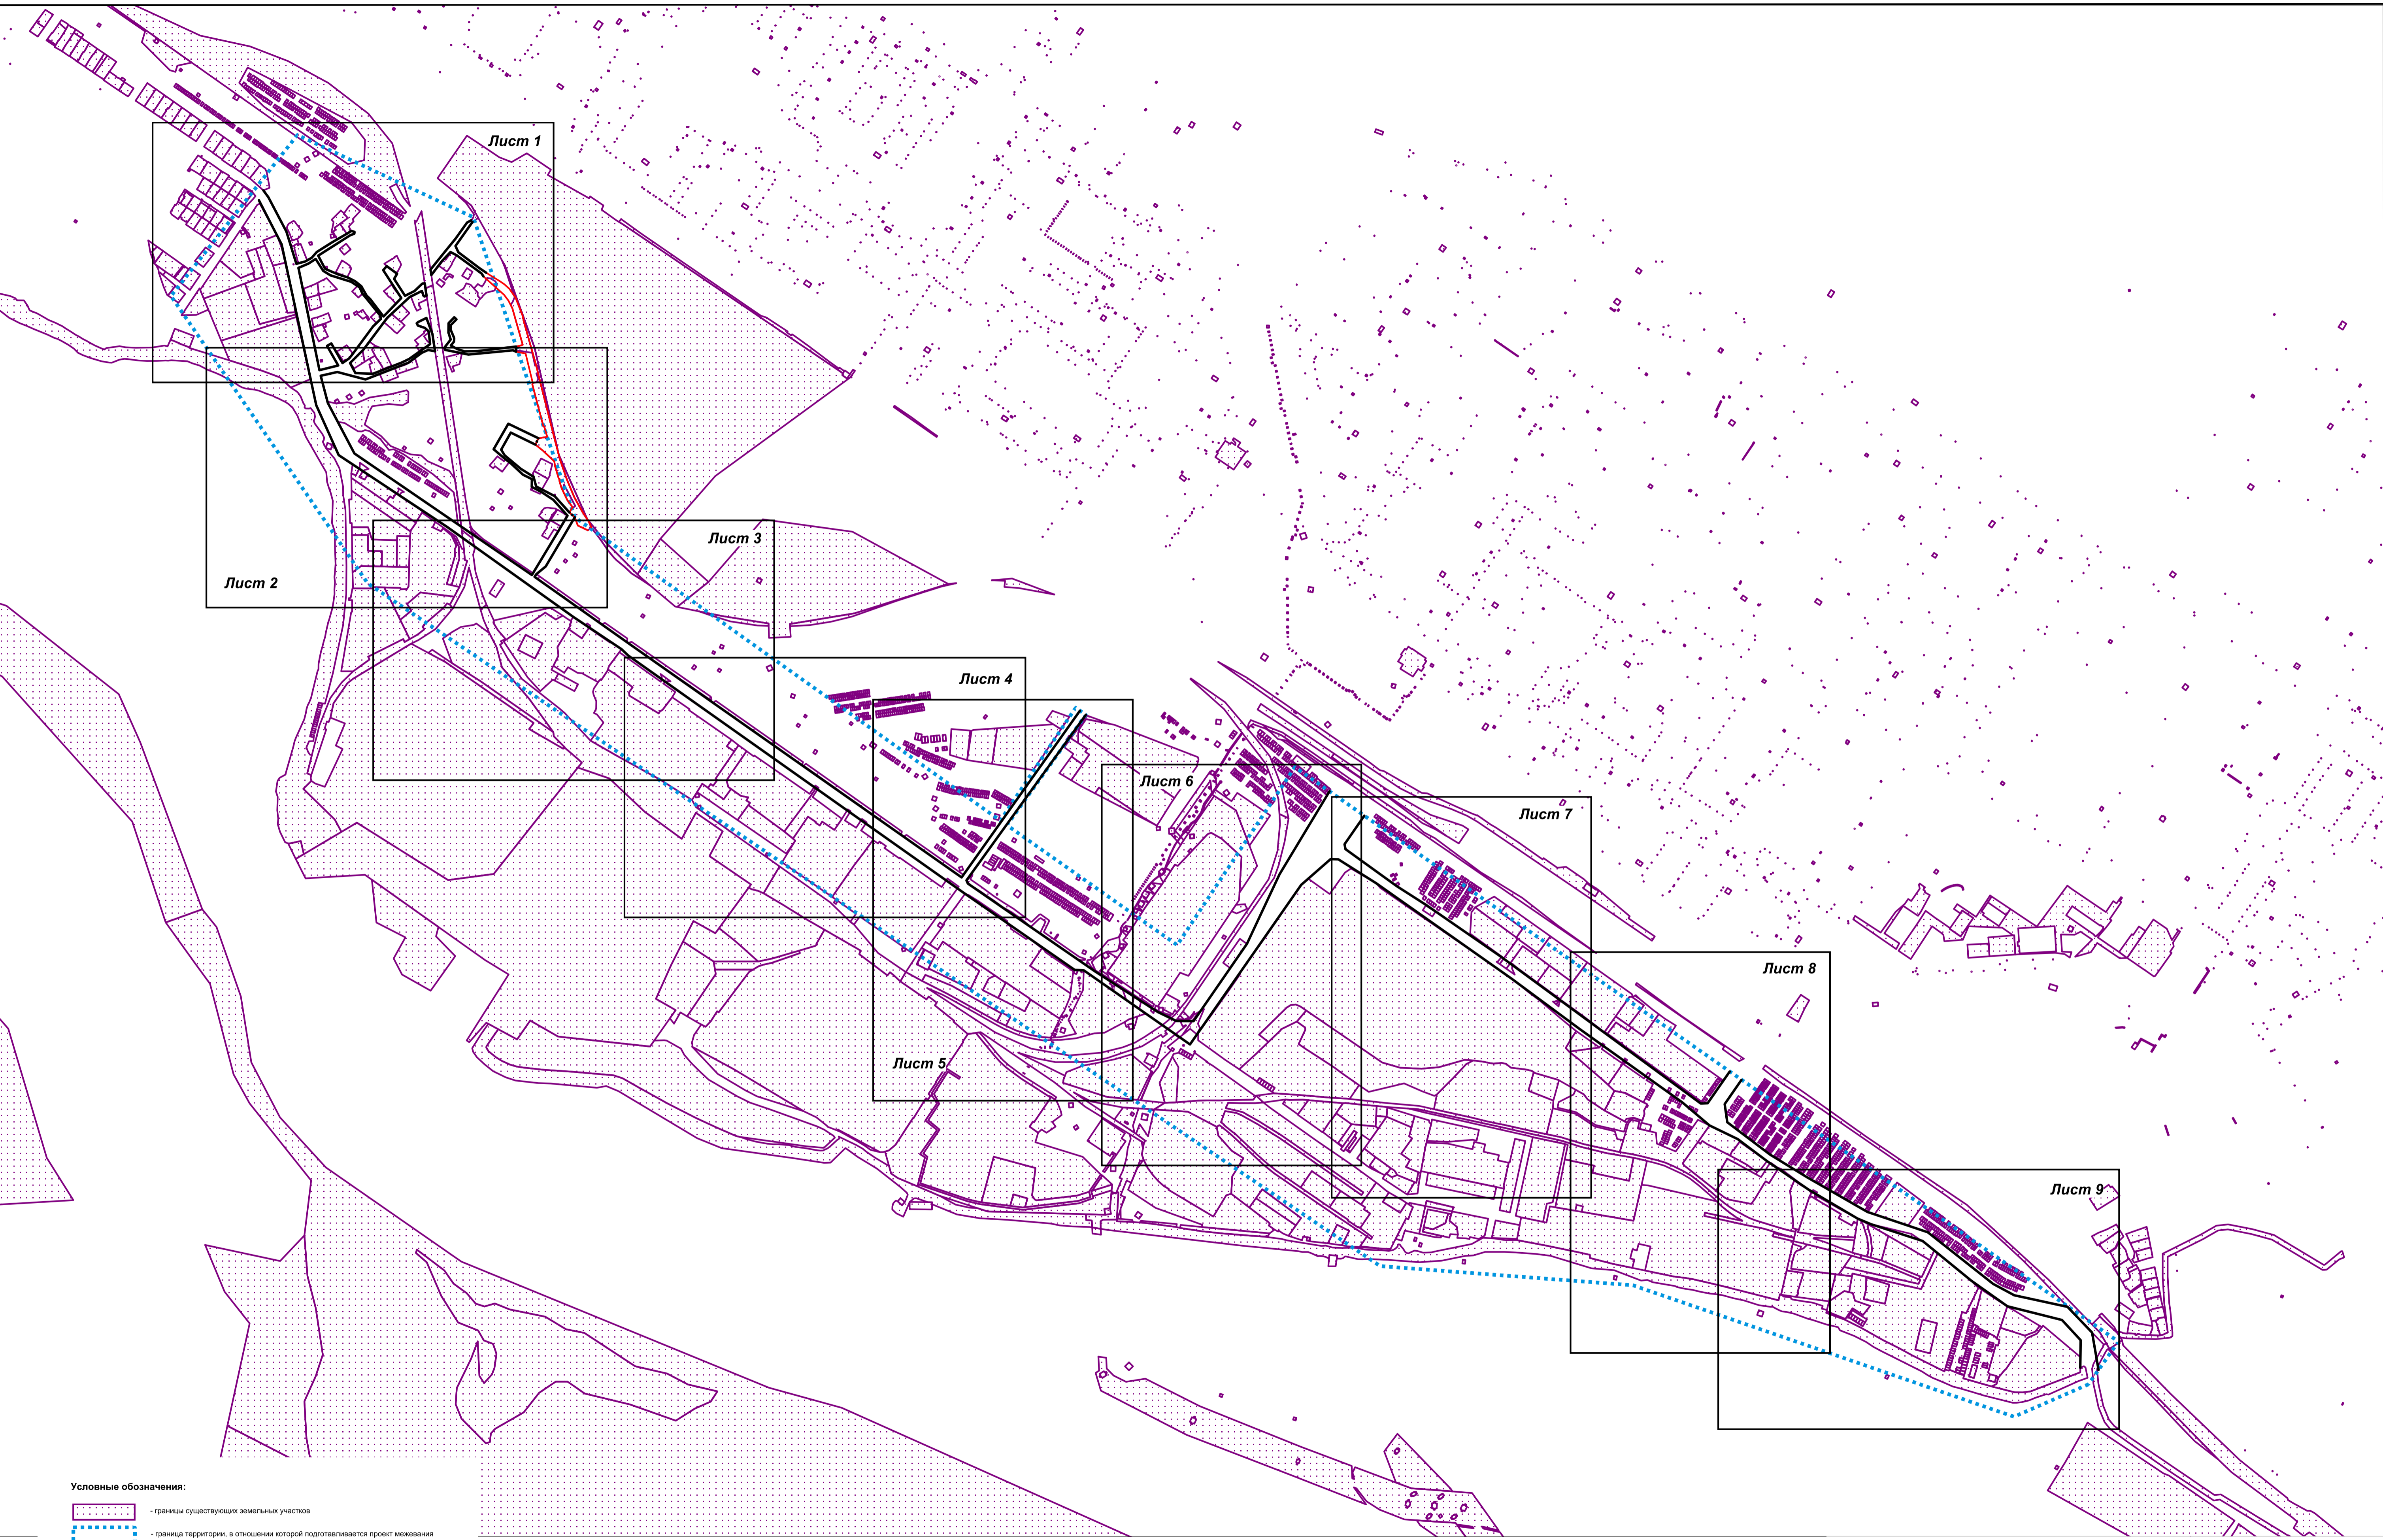 Лист 1
Лист 3
Лист 2
Лист 4
Лист 6
Лист 7
Лист 8
Лист 5
Лист 9
Условные обозначения:
- границы существующих земельных участков
- граница территории, в отношении которой подготавливается проект межевания